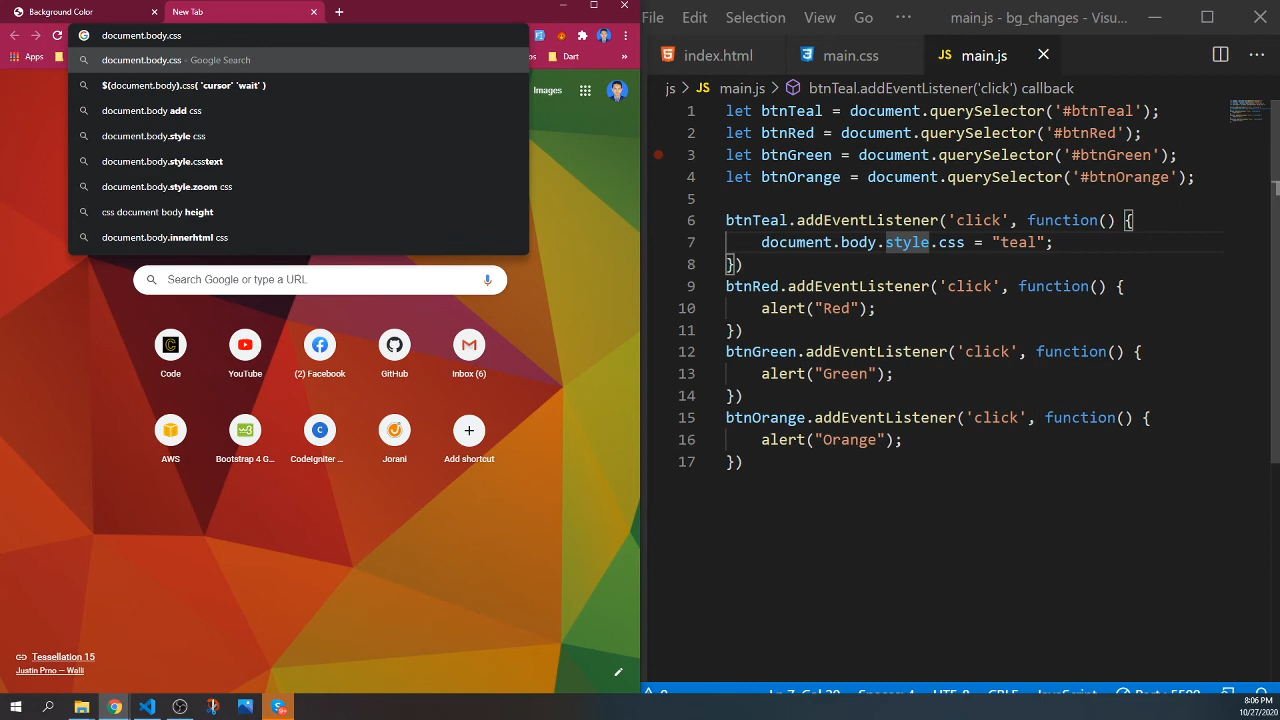 Background Color
New Tab
document.body.css
document.body.css - Google Search
$(document.body).css( 'cursor' 'wait' )
document.body add css
document.body.style css
document.body.style.csstext
document.body.style.zoom css
css document body height
document.body.innerhtml css
Apps
Dart
Images
Search Google or type a URL
Code
YouTube
(2) Facebook
GitHub
Inbox (6)
AWS
Bootstrap 4 G...
CodeIgniter ...
Jorani
Add shortcut
Tessellation 15
Justin Prno — Walli
File Edit Selection View Go main.js - bg_changes - Visu...
index.html
main.css
JS main.js
js > JS main.js > btnTeal.addEventListener('click') callback
1 let btnTeal = document.querySelector('#btnTeal');
2 let btnRed = document.querySelector('#btnRed');
3 let btnGreen = document.querySelector('#btnGreen');
4 let btnOrange = document.querySelector('#btnOrange');
5
6 btnTeal.addEventListener('click', function() {
7 document.body.style.css = "teal";
8 })
9 btnRed.addEventListener('click', function() {
10 alert("Red");
11 })
12 btnGreen.addEventListener('click', function() {
13 alert("Green");
14 })
15 btnOrange.addEventListener('click', function() {
16 alert("Orange");
17 })
8:06 PM
10/27/2020